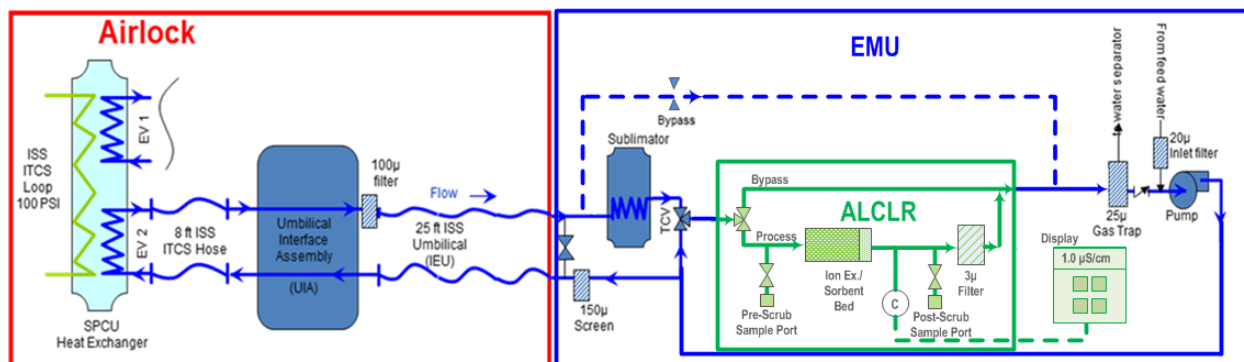 Airlock
EMU
ISS
ITCS
Loop
100 PSI
EV 1
EV 2
SPCU
Heat Exchanger
8 ft ISS
ITCS Hose
Umbilical
Interface
Assembly
(UIA)
100µ
filter
Flow
25 ft ISS
Umbilical
(IEU)
150µ
Screen
Bypass
Sublimator
TCV
Bypass
ALCLR
Process
Ion Ex./
Sorbent
Bed
Pre-Scrub
Sample Port
C
Post-Scrub
Sample Port
3µ
Filter
Display
1.0 µS/cm
From feed water
20µ
Inlet filter
25µ
Gas Trap
Pump